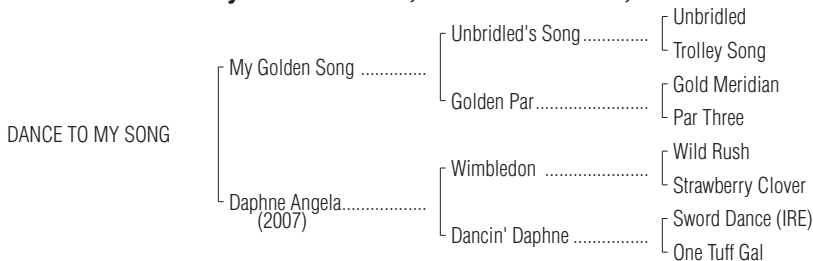 Unbridled
Unbridled's Song..............
Trolley Song
My Golden Song ..............
Gold Meridian
Golden Par........................
Par Three
DANCE TO MY SONG
Wild Rush
Wimbledon ......................
Strawberry Clover
Daphne Angela..................
(2007)
Sword Dance (IRE)
Dancin' Daphne ................
One Tuff Gal